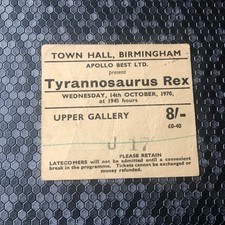 TOWN HALL, BIRMINGHAM
APOLLO BEST LTD.
present
Tyrannosaurus Rex
WEDNESDAY, 14th OCTOBER, 1970,
at 1945 hours
UPPER GALLERY 8/-
£0·40
J 17
PLEASE RETAIN
LATECOMERS will not be admitted until a convenient
break in the programme. Tickets cannot be exchanged or
money refunded.